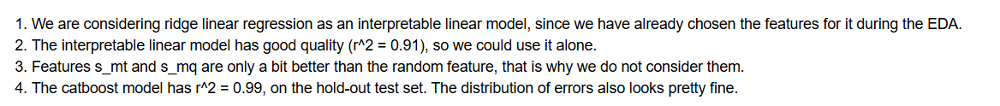 1. We are considering ridge linear regression as an interpretable linear model, since we have already chosen the features for it during the EDA.
2. The interpretable linear model has good quality (r^2 = 0.91), so we could use it alone.
3. Features s_mt and s_mq are only a bit better than the random feature, that is why we do not consider them.
4. The catboost model has r^2 = 0.99, on the hold-out test set. The distribution of errors also looks pretty fine.